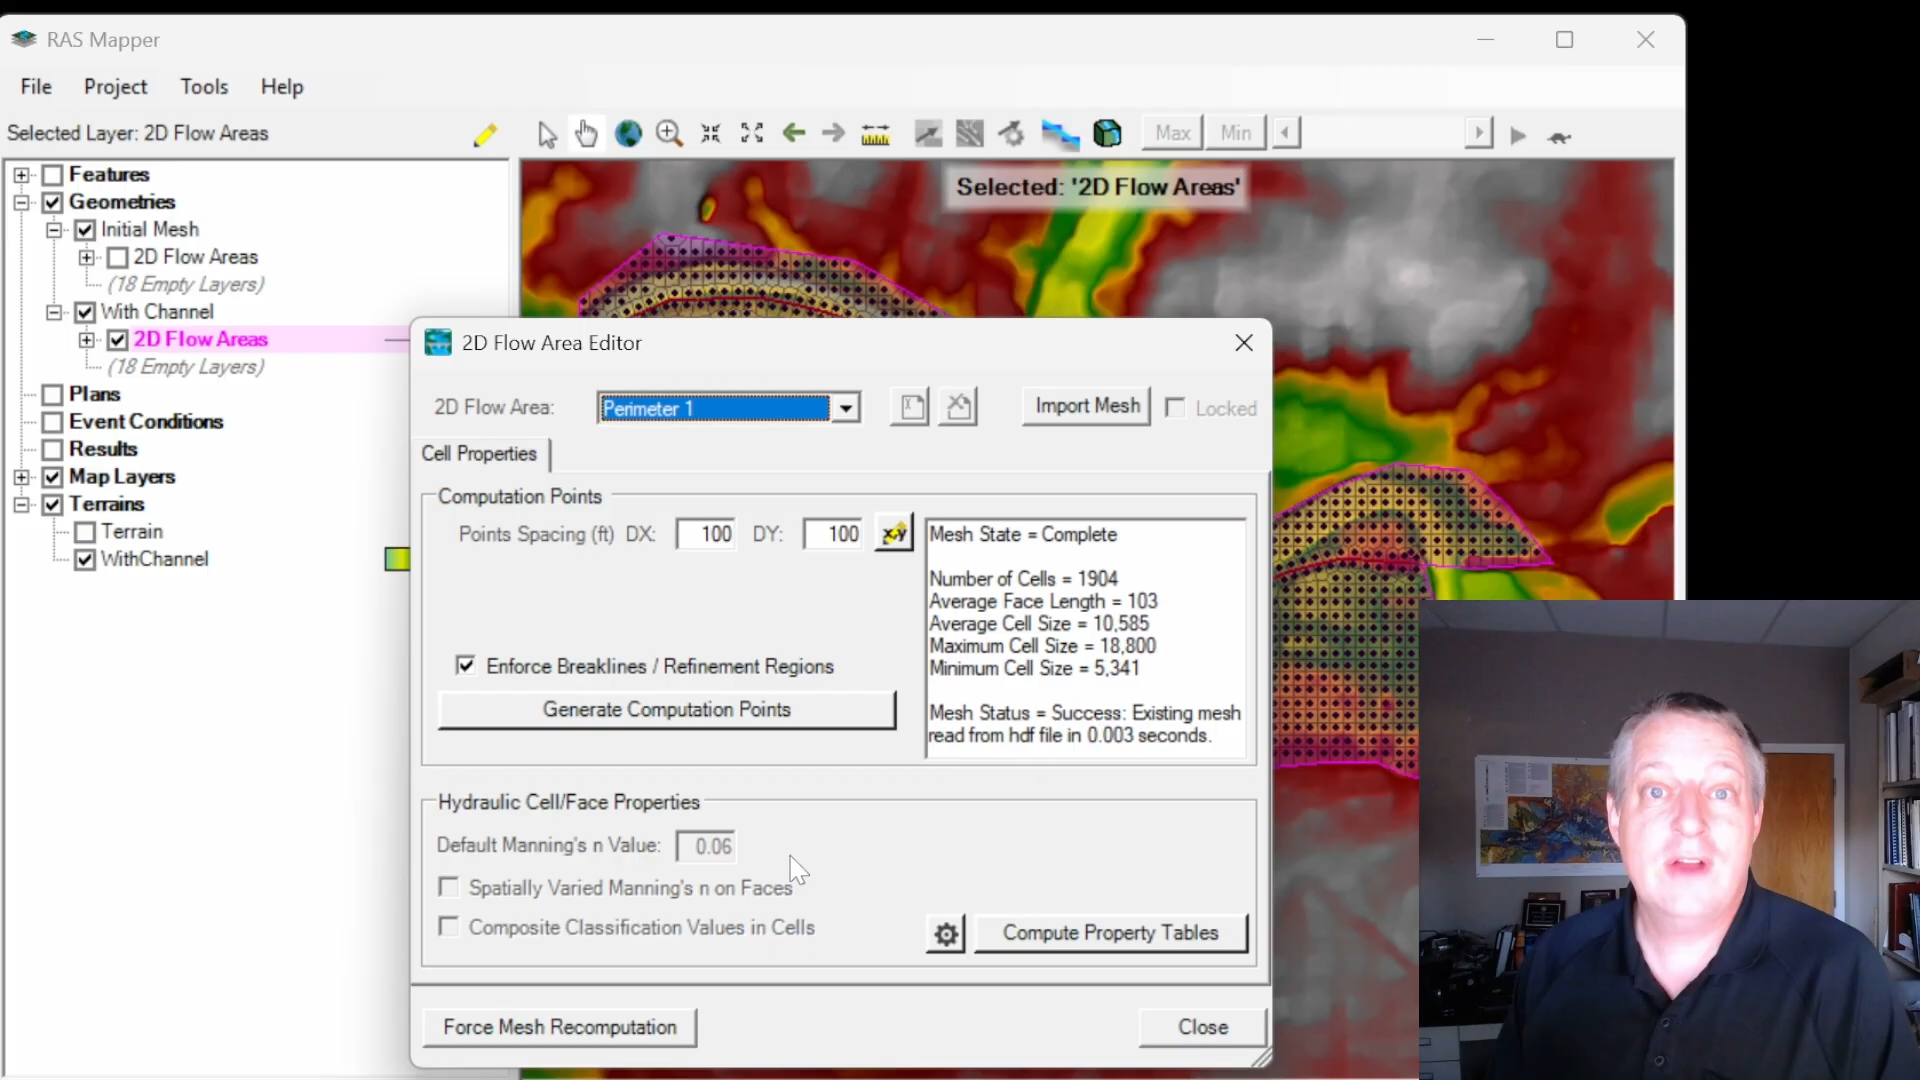 RAS Mapper
File Project Tools Help
Selected Layer: 2D Flow Areas
Max Min
Features
Geometries
Initial Mesh
2D Flow Areas
(18 Empty Layers)
With Channel
2D Flow Areas
(18 Empty Layers)
Plans
Event Conditions
Results
Map Layers
Terrains
Terrain
WithChannel
Selected: '2D Flow Areas'
2D Flow Area Editor
2D Flow Area: Perimeter 1 Import Mesh Locked
Cell Properties
Computation Points
Points Spacing (ft) DX: 100 DY: 100
Enforce Breaklines / Refinement Regions
Generate Computation Points
Mesh State = Complete
Number of Cells = 1904
Average Face Length = 103
Average Cell Size = 10,585
Maximum Cell Size = 18,800
Minimum Cell Size = 5,341
Mesh Status = Success: Existing mesh
read from hdf file in 0.003 seconds.
Hydraulic Cell/Face Properties
Default Manning's n Value: 0.06
Spatially Varied Manning's n on Faces
Composite Classification Values in Cells
Compute Property Tables
Force Mesh Recomputation Close